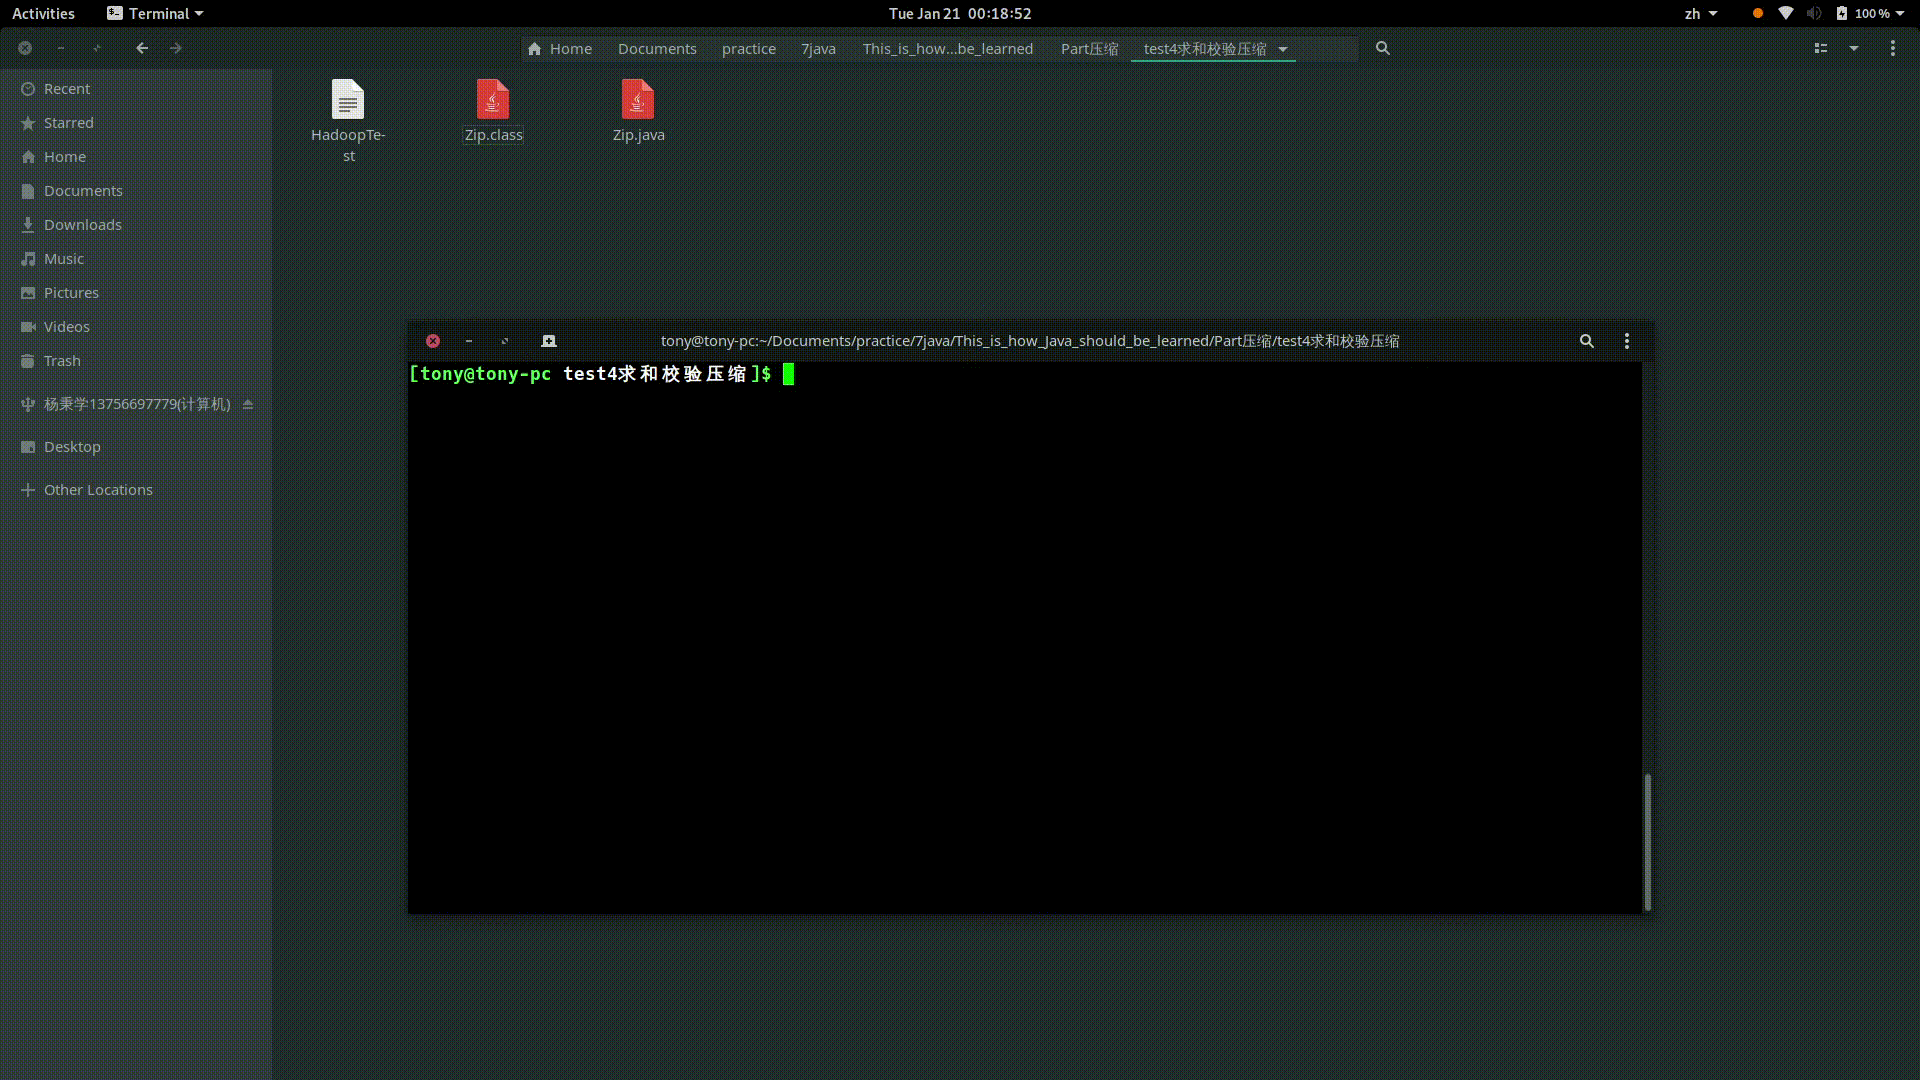 Activities Terminal Tue Jan 21 00:18:52 zh 100 %
Home Documents practice 7java This_is_how...be_learned Part压缩 test4求和校验压缩
Recent
Starred
Home
Documents
Downloads
Music
Pictures
Videos
Trash
杨秉学13756697779(计算机)
Desktop
Other Locations
HadoopTe-
st
Zip.class
Zip.java
tony@tony-pc:~/Documents/practice/7java/This_is_how_Java_should_be_learned/Part压缩/test4求和校验压缩
[tony@tony-pc test4求和校验压缩]$